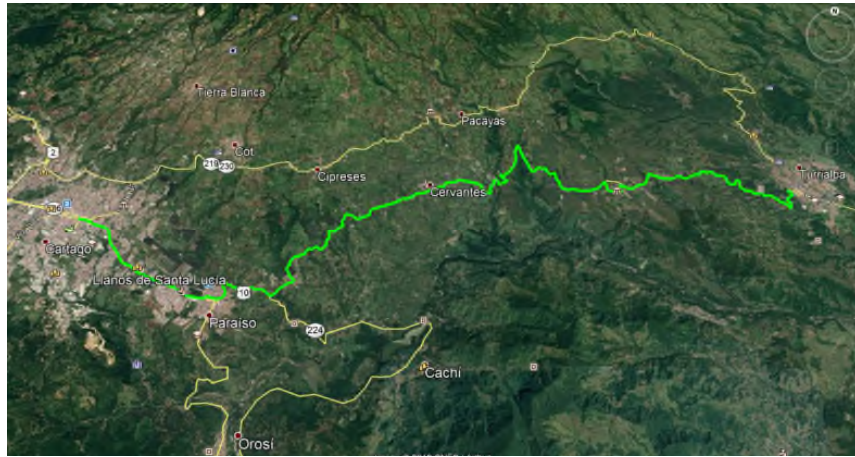 N
Tierra Blanca
Pacayas
2
Cot
219
230
Cipreses
Turrialba
Cervantes
Cartago
Llanos de Santa Lucía
10
Paraíso
224
Cachí
Orosí